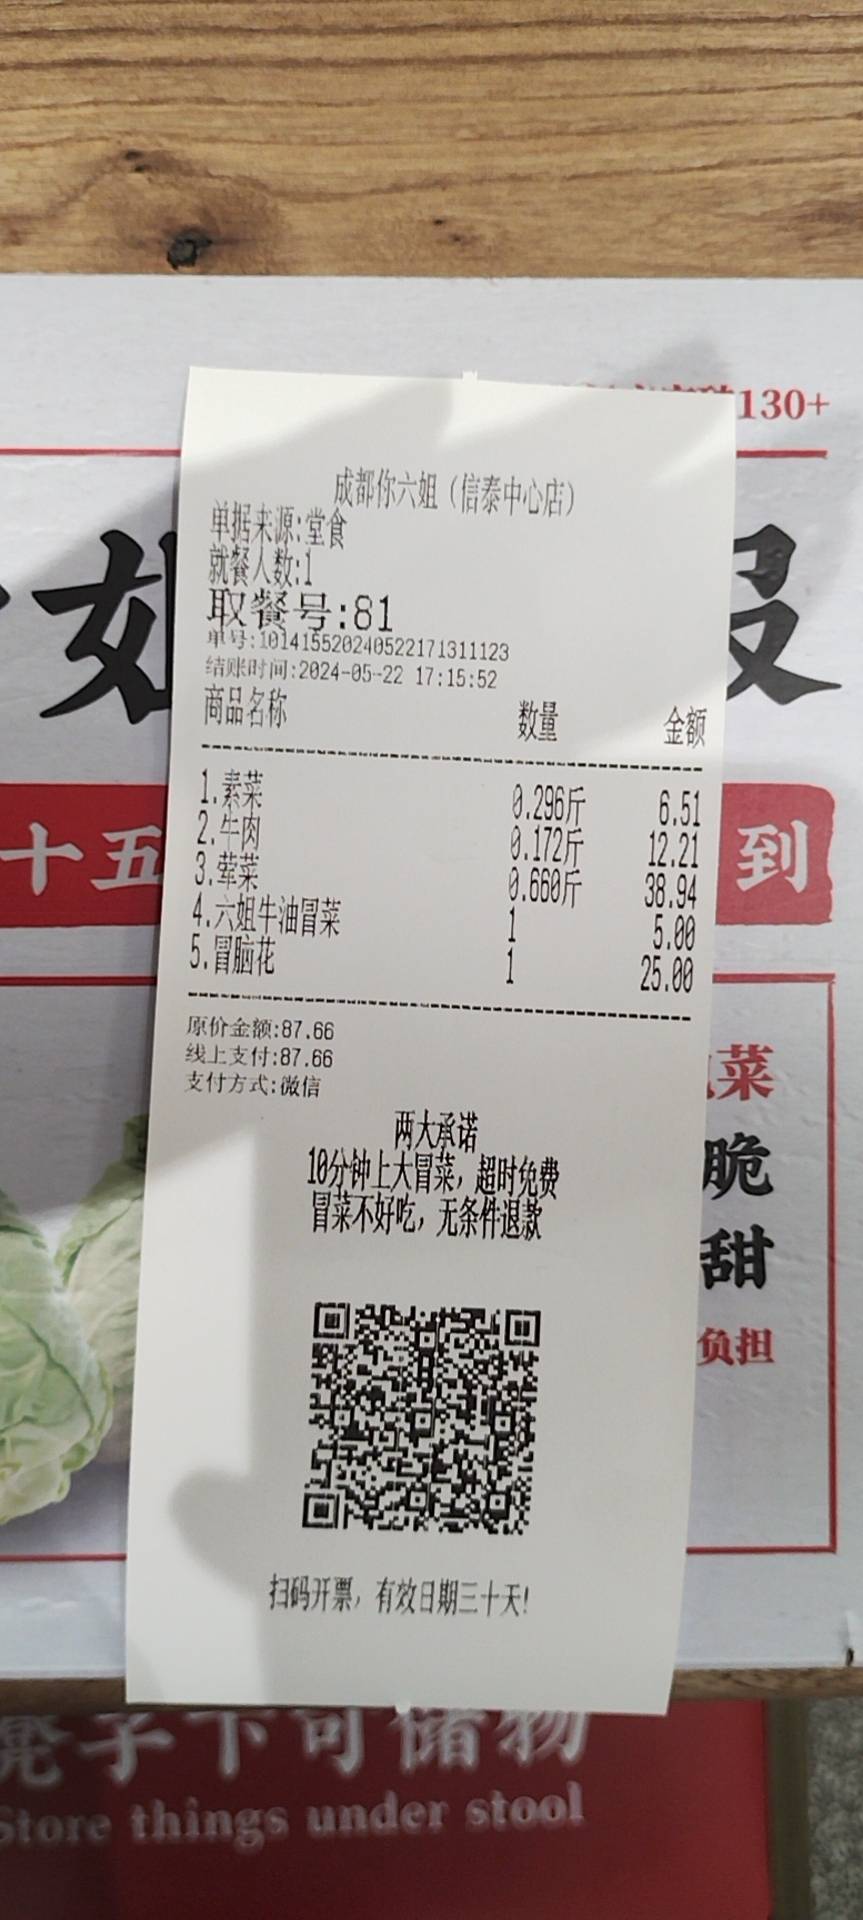 130+
成都你六姐（信泰中心店）
单据来源:堂食
就餐人数:1
取餐号:81
单号:101415520240522171311123
结账时间:2024-05-22 17:15:52
商品名称 数量 金额
1.素菜 0.296斤 6.51
2.牛肉 0.172斤 12.21
3.荤菜 0.660斤 38.94
4.六姐牛油冒菜 1 5.00
5.冒脑花 1 25.00
原价金额:87.66
线上支付:87.66
支付方式:微信
两大承诺
10分钟上大冒菜，超时免费
冒菜不好吃，无条件退款
扫码开票，有效日期三十天!
十五
到
菜
脆
甜
负担
凳子下可储物
Store things under stool